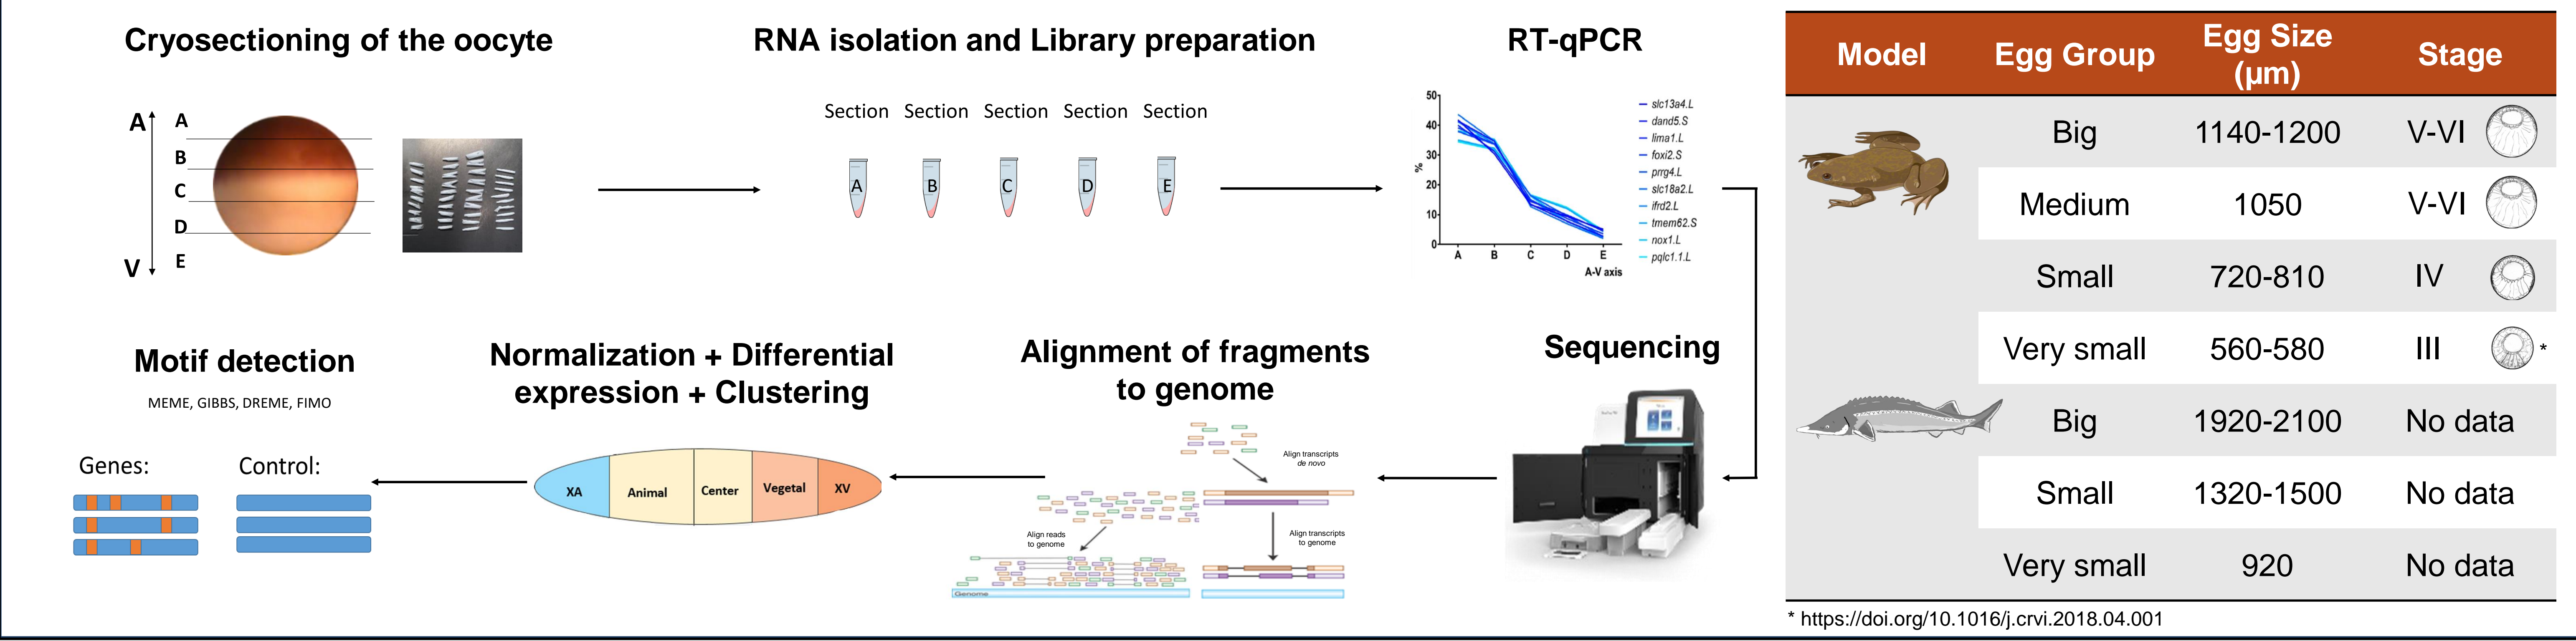 Cryosectioning of the oocyte
A
V
A
B
C
D
E
RNA isolation and Library preparation
Section Section Section Section Section
A B C D E
RT-qPCR
50
40
30
20
10
0
%
A B C D E
A-V axis
slc13a4.L
dand5.S
lima1.L
foxi2.S
prrg4.L
slc18a2.L
ifrd2.L
tmem62.S
nox1.L
pqlc1.1.L
Sequencing
Alignment of fragments
to genome
Align transcripts
de novo
Align reads
to genome
Align transcripts
to genome
Genome
Normalization + Differential
expression + Clustering
XA Animal Center Vegetal XV
Motif detection
MEME, GIBBS, DREME, FIMO
Genes: Control:
Model Egg Group Egg Size (µm) Stage
Big 1140-1200 V-VI
Medium 1050 V-VI
Small 720-810 IV
Very small 560-580 III *
Big 1920-2100 No data
Small 1320-1500 No data
Very small 920 No data
* https://doi.org/10.1016/j.crvi.2018.04.001